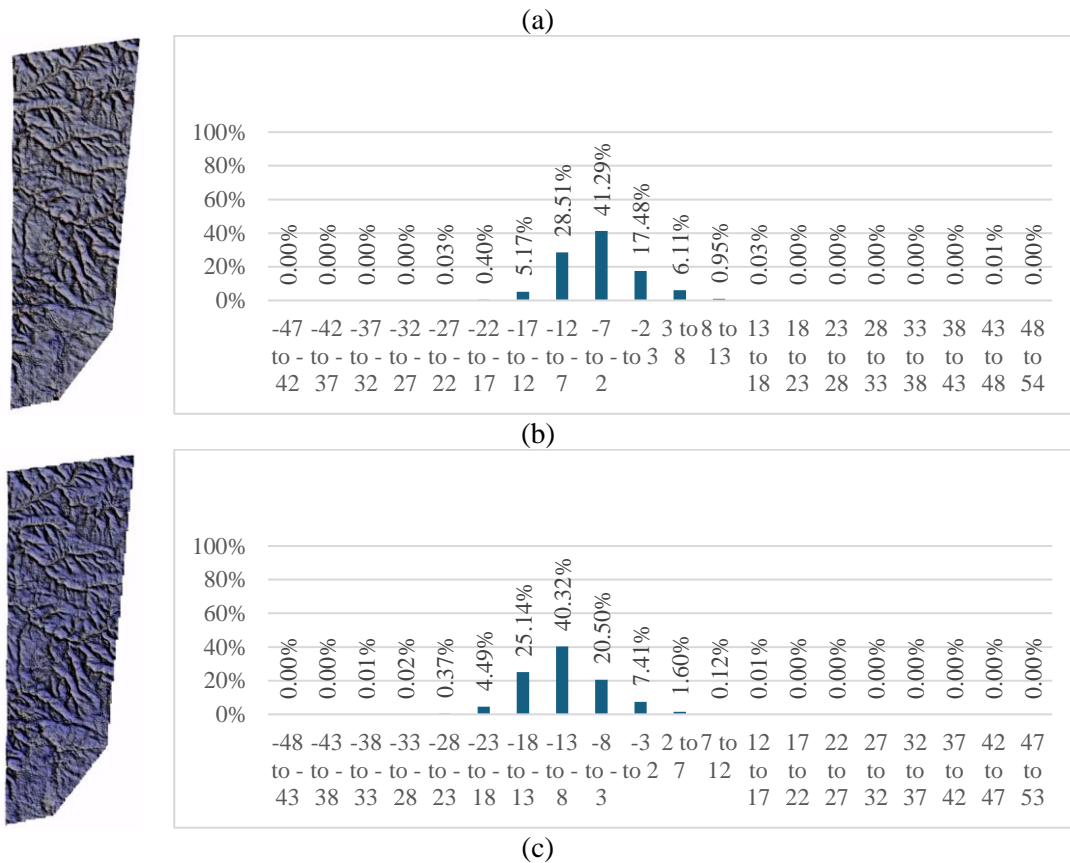 (a)
100%
80%
60%
40%
20%
0%
0.00% 0.00% 0.00% 0.00% 0.03% 0.40% 5.17% 28.51% 41.29% 17.48% 6.11% 0.95% 0.03% 0.00% 0.00% 0.00% 0.00% 0.00% 0.01% 0.00%
-47 -42 -37 -32 -27 -22 -17 -12 -7 -2 3 to 8 to 13 18 23 28 33 38 43 48
to - to - to - to - to - to - to - to - to - to 3 8 13 to to to to to to to to
42 37 32 27 22 17 12 7 2 18 23 28 33 38 43 48 54
(b)
100%
80%
60%
40%
20%
0%
0.00% 0.00% 0.01% 0.02% 0.37% 4.49% 25.14% 40.32% 20.50% 7.41% 1.60% 0.12% 0.01% 0.00% 0.00% 0.00% 0.00% 0.00% 0.00% 0.00%
-48 -43 -38 -33 -28 -23 -18 -13 -8 -3 2 to 7 to 12 17 22 27 32 37 42 47
to - to - to - to - to - to - to - to - to - to 2 7 12 to to to to to to to to
43 38 33 28 23 18 13 8 3 17 22 27 32 37 42 47 53
(c)